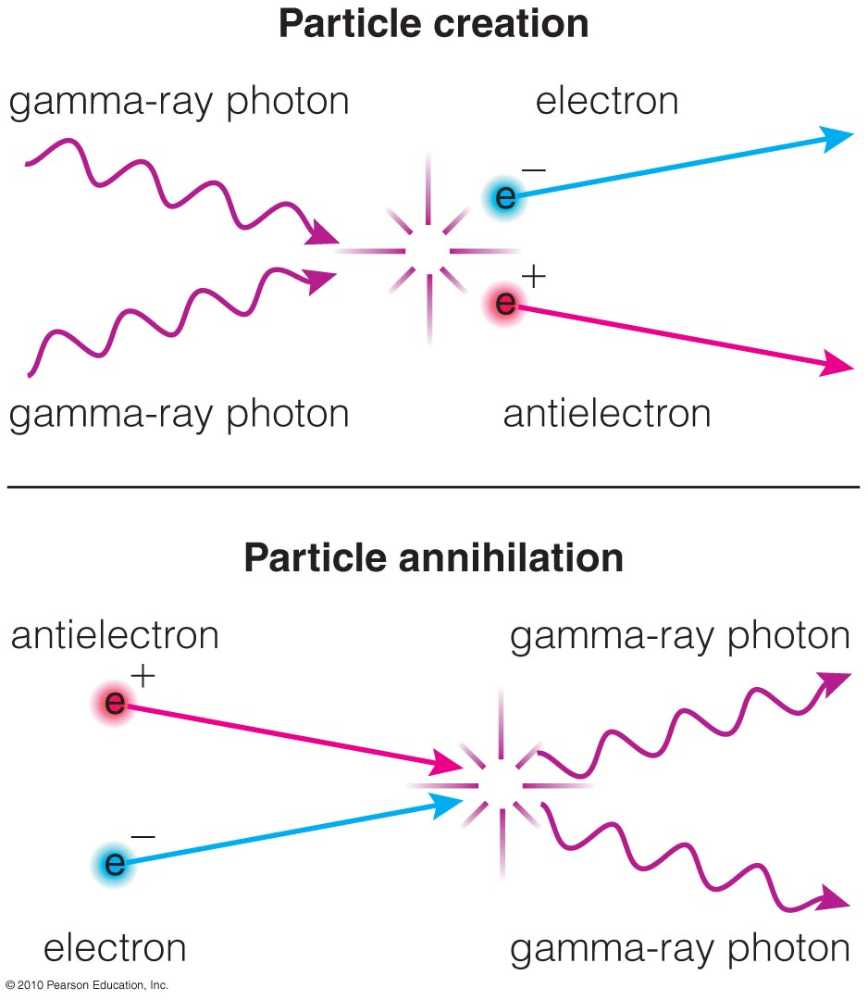 Particle creation
gamma-ray photon
electron
e−
e+
gamma-ray photon
antielectron
Particle annihilation
antielectron
gamma-ray photon
e+
e−
electron
gamma-ray photon
© 2010 Pearson Education, Inc.